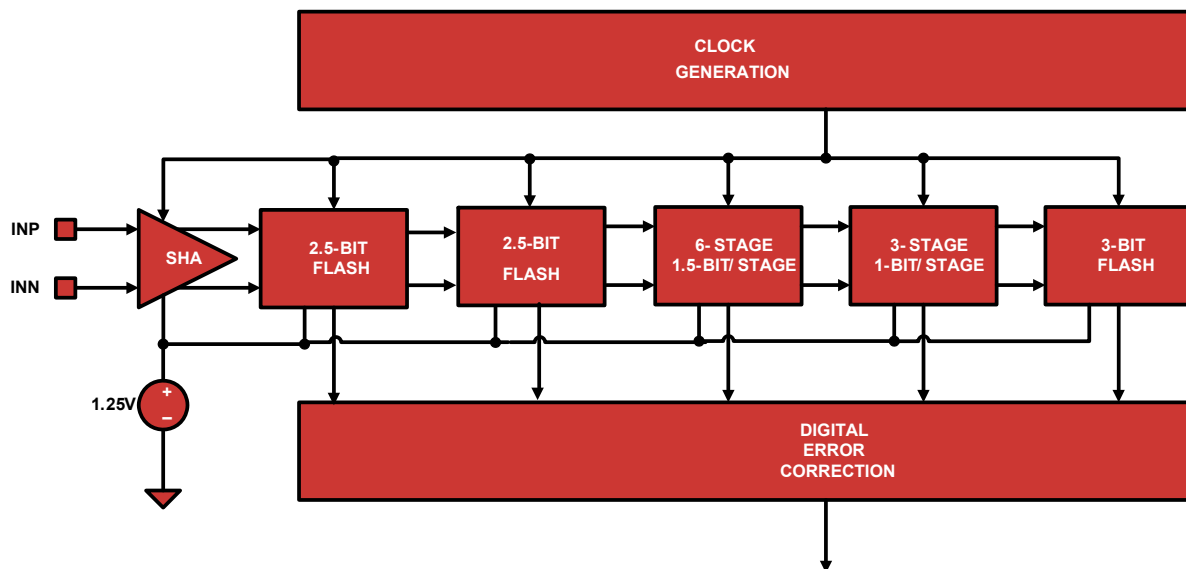 CLOCK
GENERATION
INP
INN
SHA
2.5-BIT
FLASH
2.5-BIT
FLASH
6- STAGE
1.5-BIT/ STAGE
3- STAGE
1-BIT/ STAGE
3-BIT
FLASH
1.25V
+
–
DIGITAL
ERROR
CORRECTION